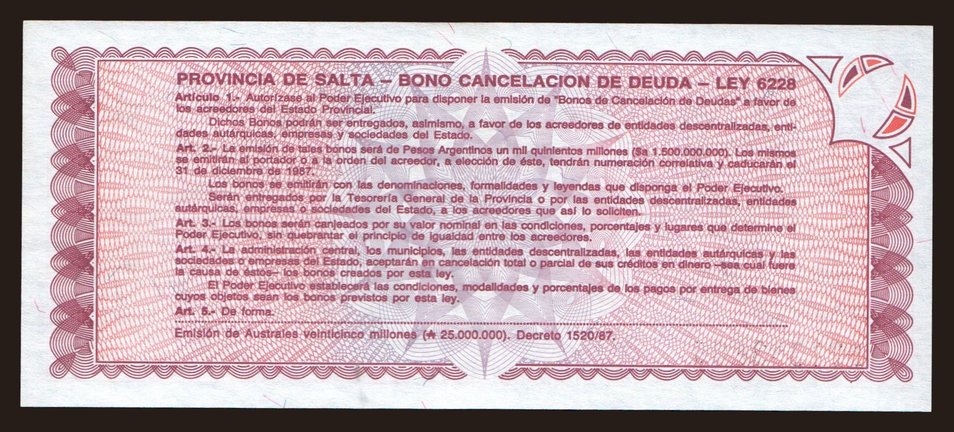 PROVINCIA DE SALTA – BONO CANCELACION DE DEUDA – LEY 6228
Artículo 1.- Autorízase al Poder Ejecutivo para disponer la emisión de "Bonos de Cancelación de Deudas" a favor de
los acreedores del Estado Provincial.
Dichos Bonos podrán ser entregados, asimismo, a favor de los acreedores de entidades descentralizadas, enti-
dades autárquicas, empresas y sociedades del Estado.
Art. 2.- La emisión de tales bonos será de Pesos Argentinos un mil quinientos millones ($a 1.500.000.000). Los mismos
se emitirán al portador o a la orden del acreedor, a elección de éste, tendrán numeración correlativa y caducarán el
31 de diciembre de 1987.
Los bonos se emitirán con las denominaciones, formalidades y leyendas que disponga el Poder Ejecutivo.
Serán entregados por la Tesorería General de la Provincia o por las entidades descentralizadas, entidades
autárquicas, empresas o sociedades del Estado, a los acreedores que así lo soliciten.
Art. 3.- Los bonos serán canjeados por su valor nominal en las condiciones, porcentajes y lugares que determine el
Poder Ejecutivo, sin quebrantar el principio de igualdad entre los acreedores.
Art. 4.- La administración central, los municipios, las entidades descentralizadas, las entidades autárquicas y las
sociedades o empresas del Estado, aceptarán en cancelación total o parcial de sus créditos en dinero –sea cual fuere
la causa de éstos– los bonos creados por esta ley.
El Poder Ejecutivo establecerá las condiciones, modalidades y porcentajes de los pagos por entrega de bienes
cuyos objetos sean los bonos previstos por esta ley.
Art. 5.- De forma.
Emisión de Australes veinticinco millones (₳ 25.000.000). Decreto 1520/87.